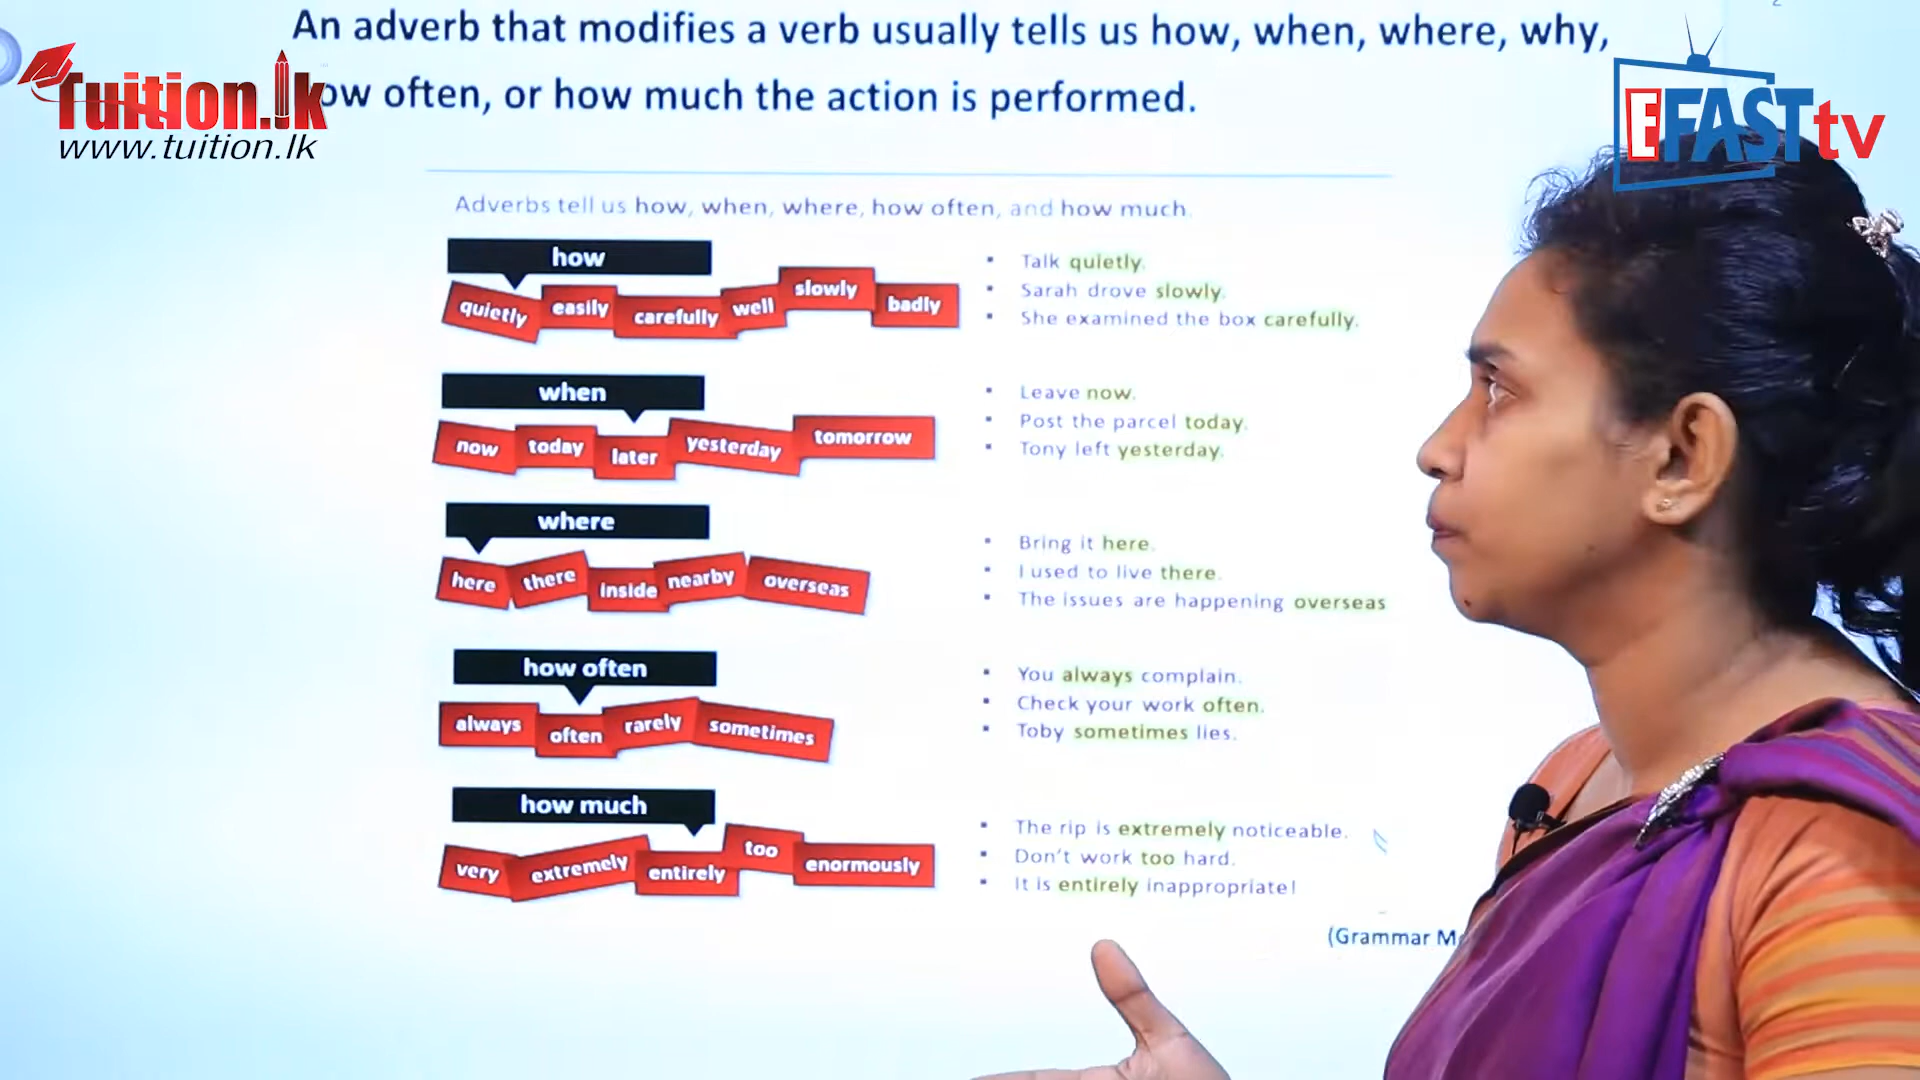 An adverb that modifies a verb usually tells us how, when, where, why,
ow often, or how much the action is performed.
Tuition.lk
www.tuition.lk
EFAST tv
Adverbs tell us how, when, where, how often, and how much.
how
quietly easily carefully well slowly badly
Talk quietly.
Sarah drove slowly.
She examined the box carefully.
when
now today later yesterday tomorrow
Leave now.
Post the parcel today.
Tony left yesterday.
where
here there inside nearby overseas
Bring it here.
I used to live there.
The issues are happening overseas
how often
always often rarely sometimes
You always complain.
Check your work often.
Toby sometimes lies.
how much
very extremely entirely too enormously
The rip is extremely noticeable.
Don't work too hard.
It is entirely inappropriate!
(Grammar M